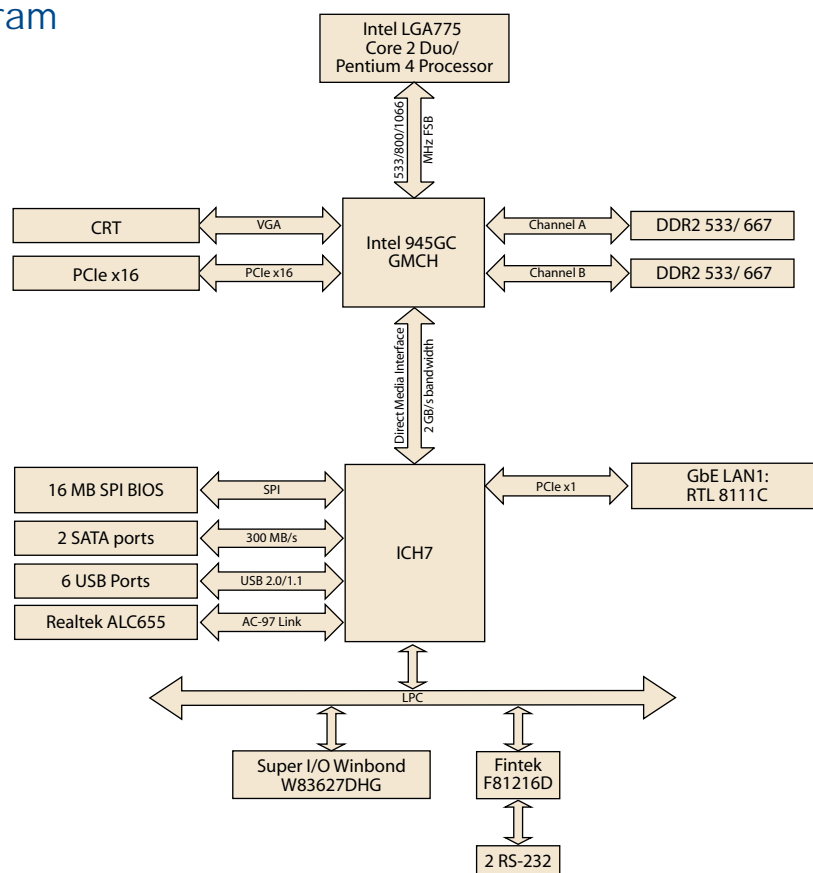 ram
Intel LGA775
Core 2 Duo/
Pentium 4 Processor
533/800/1066
MHz FSB
CRT
VGA
Intel 945GC
GMCH
Channel A
DDR2 533/ 667
PCIe x16
PCIe x16
Channel B
DDR2 533/ 667
Direct Media Interface
2 GB/s bandwidth
16 MB SPI BIOS
SPI
ICH7
PCIe x1
GbE LAN1:
RTL 8111C
2 SATA ports
300 MB/s
6 USB Ports
USB 2.0/1.1
Realtek ALC655
AC-97 Link
LPC
Super I/O Winbond
W83627DHG
Fintek
F81216D
2 RS-232